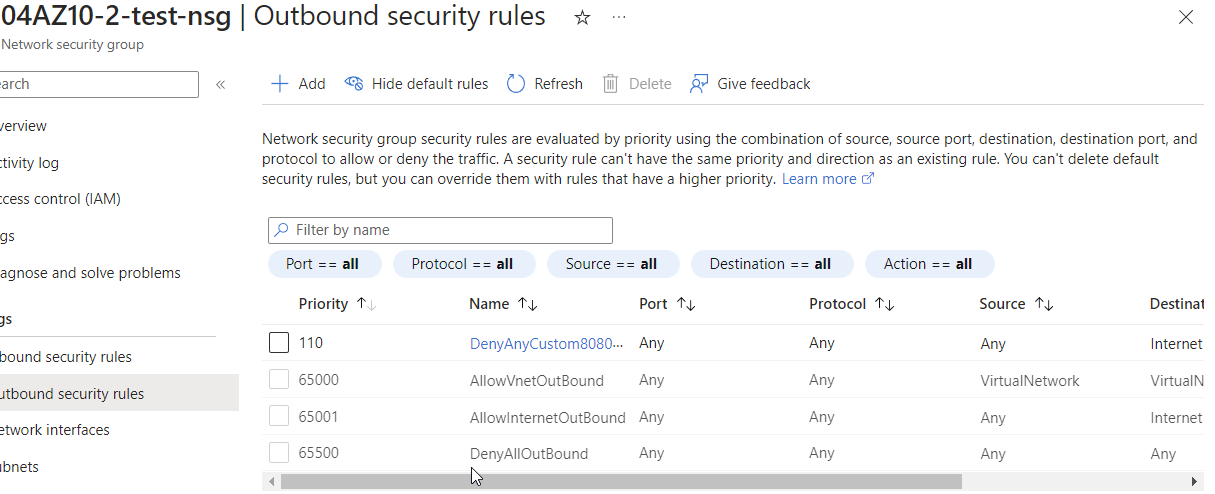 04AZ10-2-test-nsg | Outbound security rules
Network security group
earch
«
+ Add Hide default rules Refresh Delete Give feedback
verview
ctivity log
ccess control (IAM)
gs
iagnose and solve problems
gs
bound security rules
utbound security rules
etwork interfaces
ubnets
Network security group security rules are evaluated by priority using the combination of source, source port, destination, destination port, and
protocol to allow or deny the traffic. A security rule can't have the same priority and direction as an existing rule. You can't delete default
security rules, but you can override them with rules that have a higher priority. Learn more
Filter by name
Port == all Protocol == all Source == all Destination == all Action == all
Priority ↑↓ Name ↑↓ Port ↑↓ Protocol ↑↓ Source ↑↓ Destinat
110 DenyAnyCustom8080... Any Any Any Internet
65000 AllowVnetOutBound Any Any VirtualNetwork VirtualN
65001 AllowInternetOutBound Any Any Any Internet
65500 DenyAllOutBound Any Any Any Any